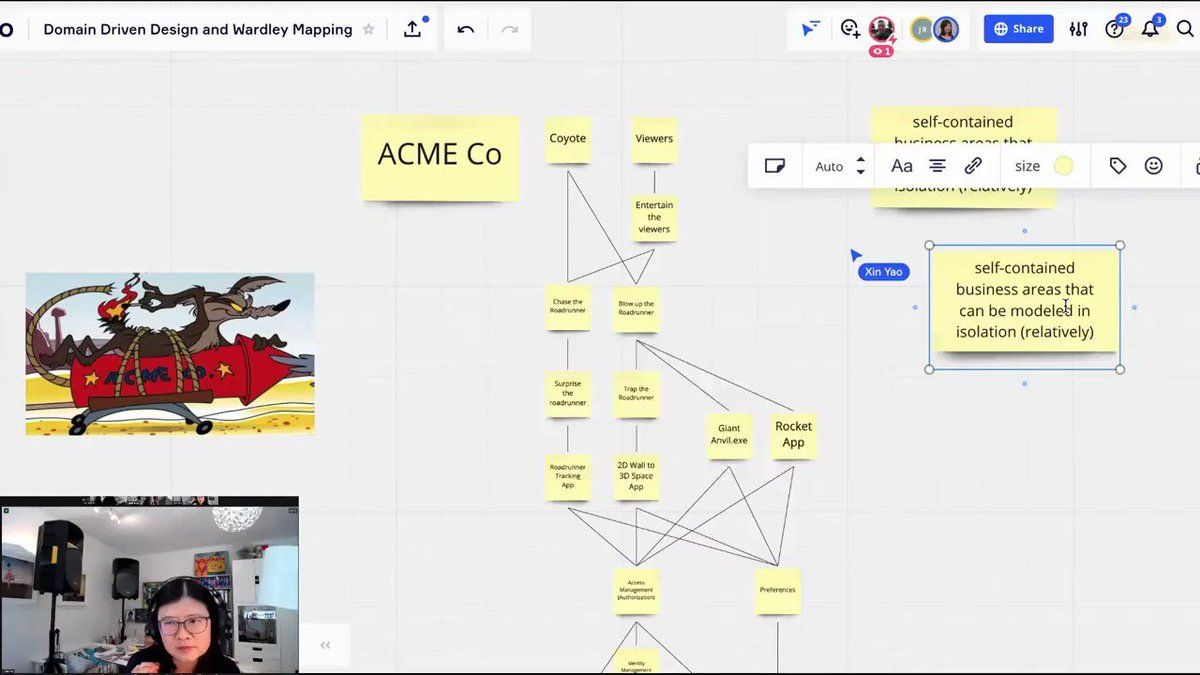 o
Domain Driven Design and Wardley Mapping
JR
1
Share
23
3
ACME Co
Coyote
Viewers
Entertain
the
viewers
Chase the
Roadrunner
Blow up the
Roadrunner
Surprise
the
roadrunner
Trap the
Roadrunner
Giant
Anvil.exe
Rocket
App
Roadrunner
Tracking
App
2D Wall to
3D Space
App
Access
Management
(Authorization)
Preferences
Identity
Management
self-contained
business areas that
isolation (relatively)
Auto
Aa
size
Xin Yao
self-contained
business areas that
can be modeled in
isolation (relatively)
ACME CO.